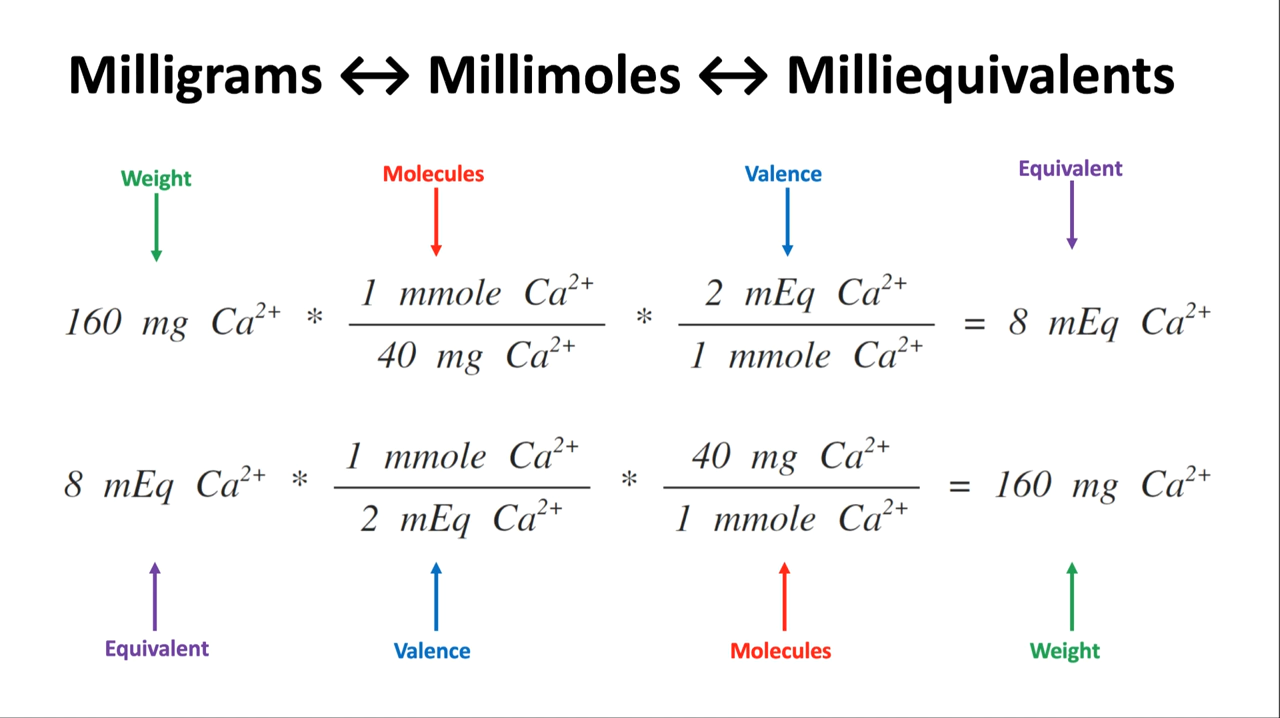 Milligrams ↔ Millimoles ↔ Milliequivalents
Weight Molecules Valence Equivalent
160 mg Ca²⁺ * 1 mmole Ca²⁺ / 40 mg Ca²⁺ * 2 mEq Ca²⁺ / 1 mmole Ca²⁺ = 8 mEq Ca²⁺
8 mEq Ca²⁺ * 1 mmole Ca²⁺ / 2 mEq Ca²⁺ * 40 mg Ca²⁺ / 1 mmole Ca²⁺ = 160 mg Ca²⁺
Equivalent Valence Molecules Weight